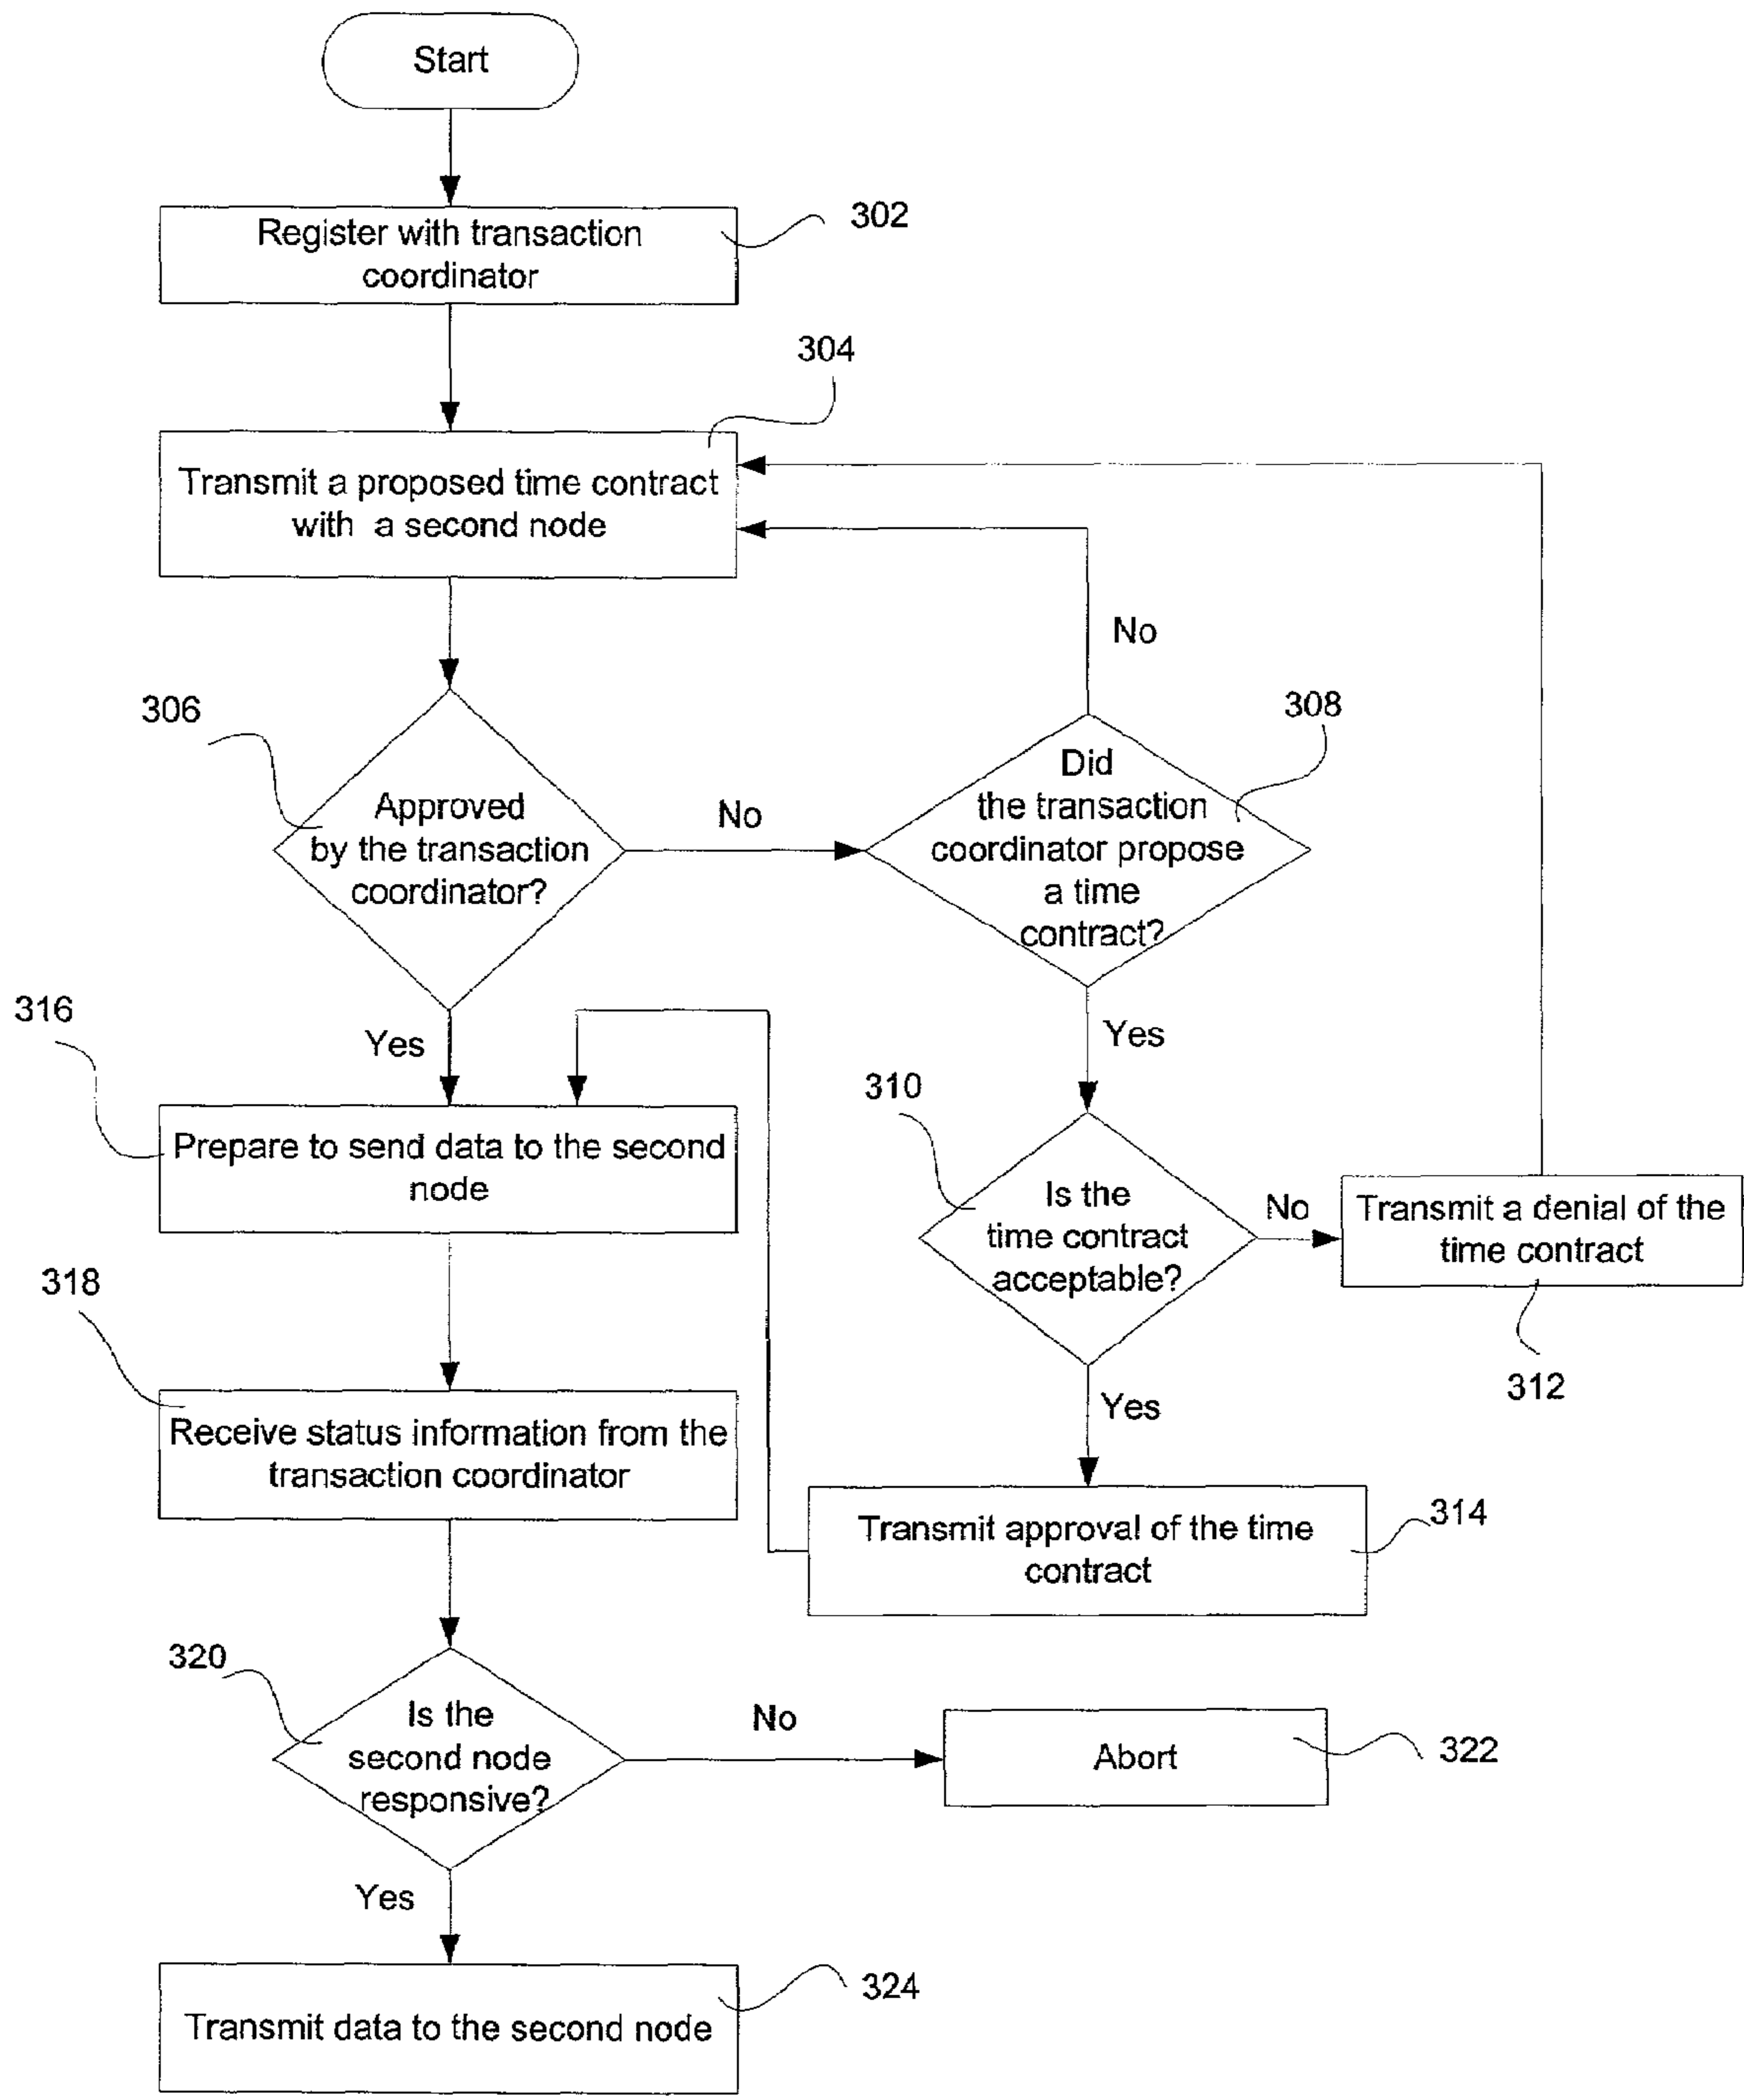 Start
302
Register with transaction
coordinator
304
Transmit a proposed time contract
with a second node
No
306
308
Approved
by the transaction
coordinator?
No
Did
the transaction
coordinator propose
a time
contract?
316
Yes
Yes
310
Prepare to send data to the second
node
Is the
time contract
acceptable?
No
Transmit a denial of the
time contract
312
318
Yes
Receive status information from the
transaction coordinator
314
Transmit approval of the time
contract
320
Is the
second node
responsive?
No
Abort
322
Yes
324
Transmit data to the second node